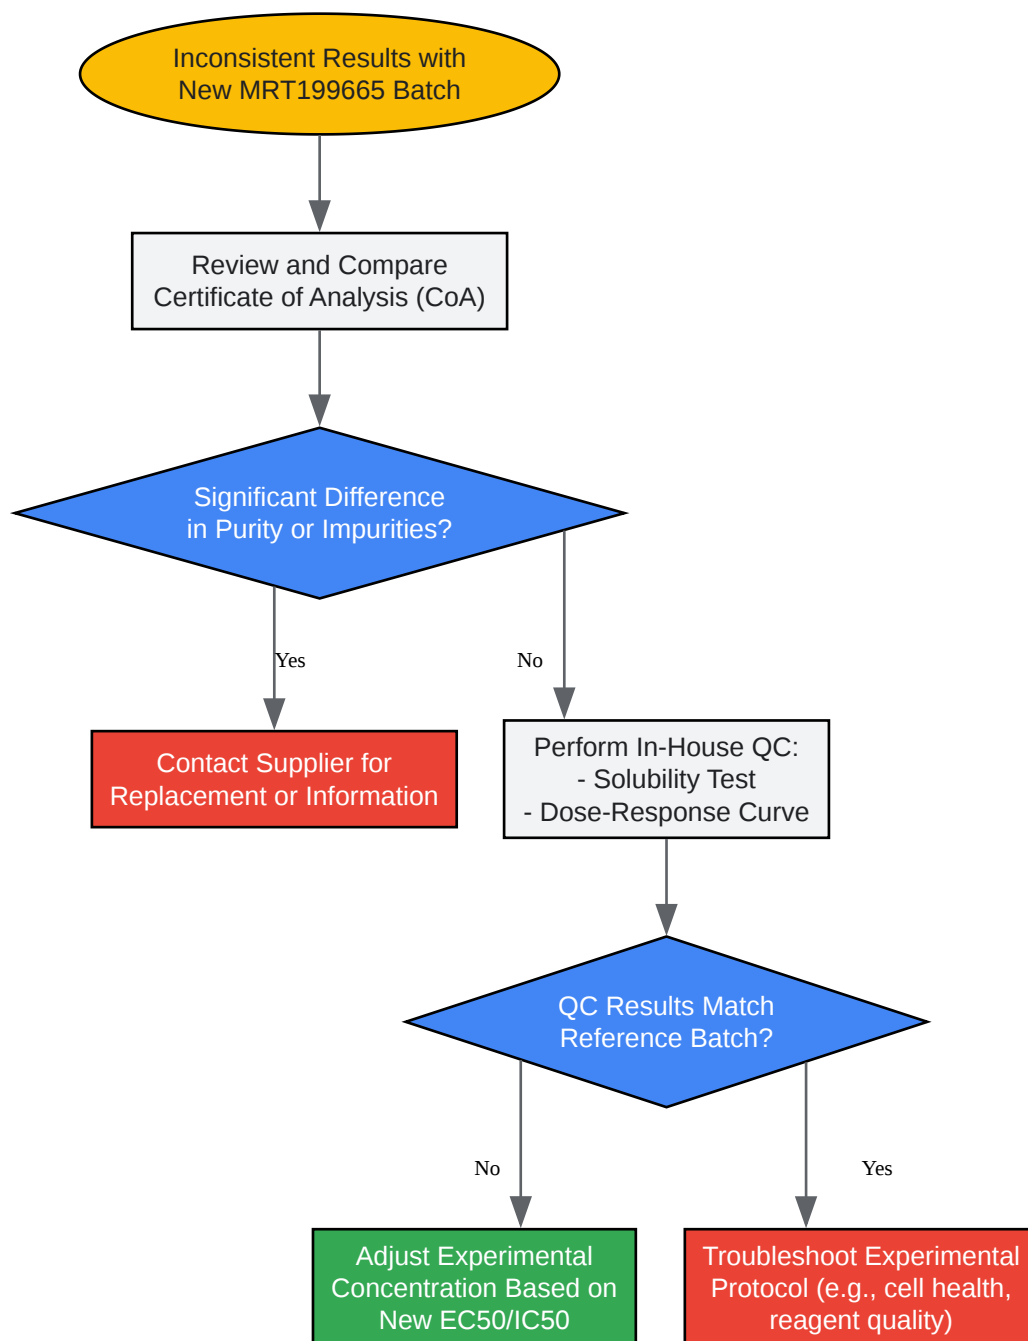 Inconsistent Results with
New MRT199665 Batch
Review and Compare
Certificate of Analysis (CoA)
Significant Difference
in Purity or Impurities?
Yes
No
Contact Supplier for
Replacement or Information
Perform In-House QC:
- Solubility Test
- Dose-Response Curve
QC Results Match
Reference Batch?
No
Yes
Adjust Experimental
Concentration Based on
New EC50/IC50
Troubleshoot Experimental
Protocol (e.g., cell health,
reagent quality)